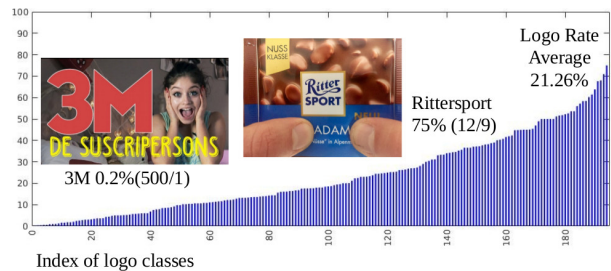 100
90
80
70
60
50
40
30
20
10
0
Logo Rate
Average
21.26%
3M
DE SUSCRIPERSONS
3M 0.2%(500/1)
NUSS
KLASSE
Ritter
SPORT
ADAM
Rittersport
75% (12/9)
0 20 40 60 80 100 120 140 160 180
Index of logo classes